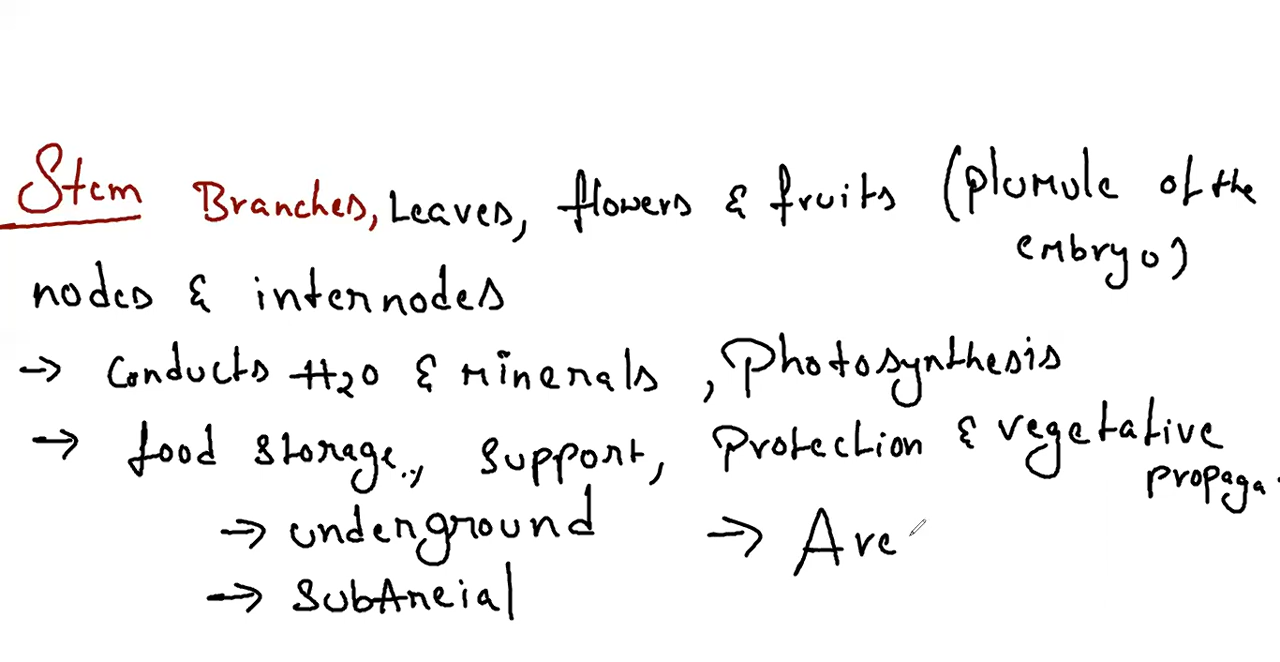 Stem Branches, Leaves, flowers & fruits (Plumule of the
embryo)
nodes & internodes
→ Conducts H2O & Minerals, Photosynthesis
→ food storage., support, Protection & vegetative
propaga
→ underground → Are
→ SubAreial